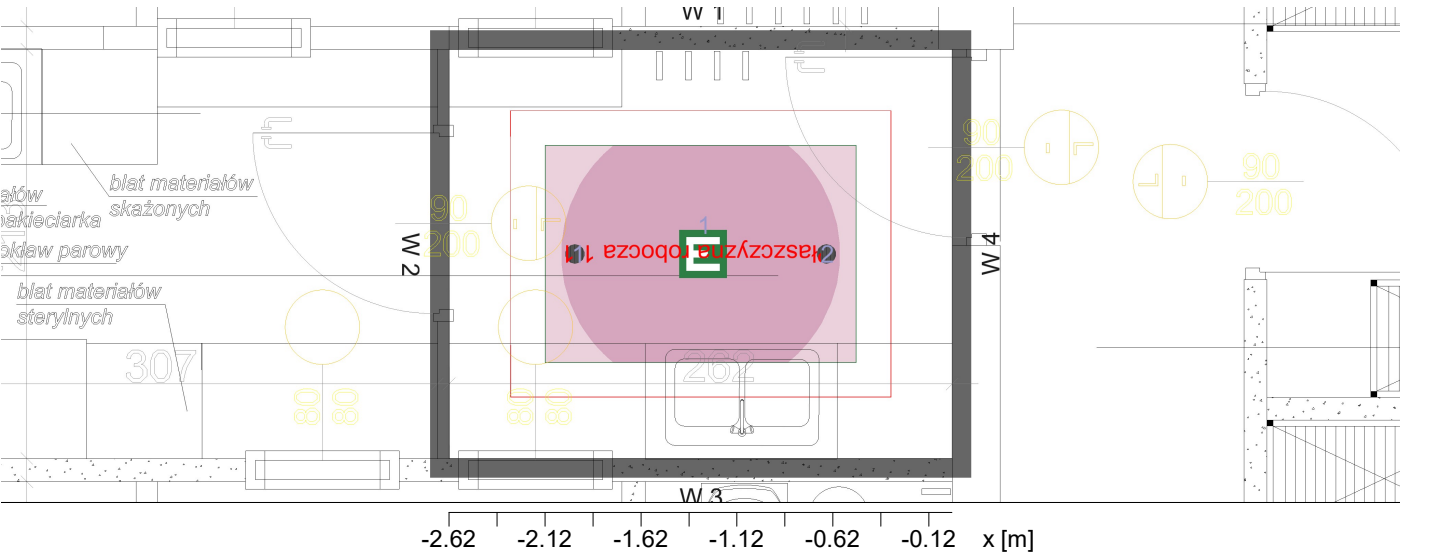 W 1
90
200
90
200
90
200
blat materiałów
skażonych
ałów
pakieciarka
oklaw parowy
blat materiałów
sterylnych
W 2
W 4
1
1
2
płaszczyzna robocza 1.1
307
262
80
80
80
80
W 3
-2.62
-2.12
-1.62
-1.12
-0.62
-0.12
x [m]